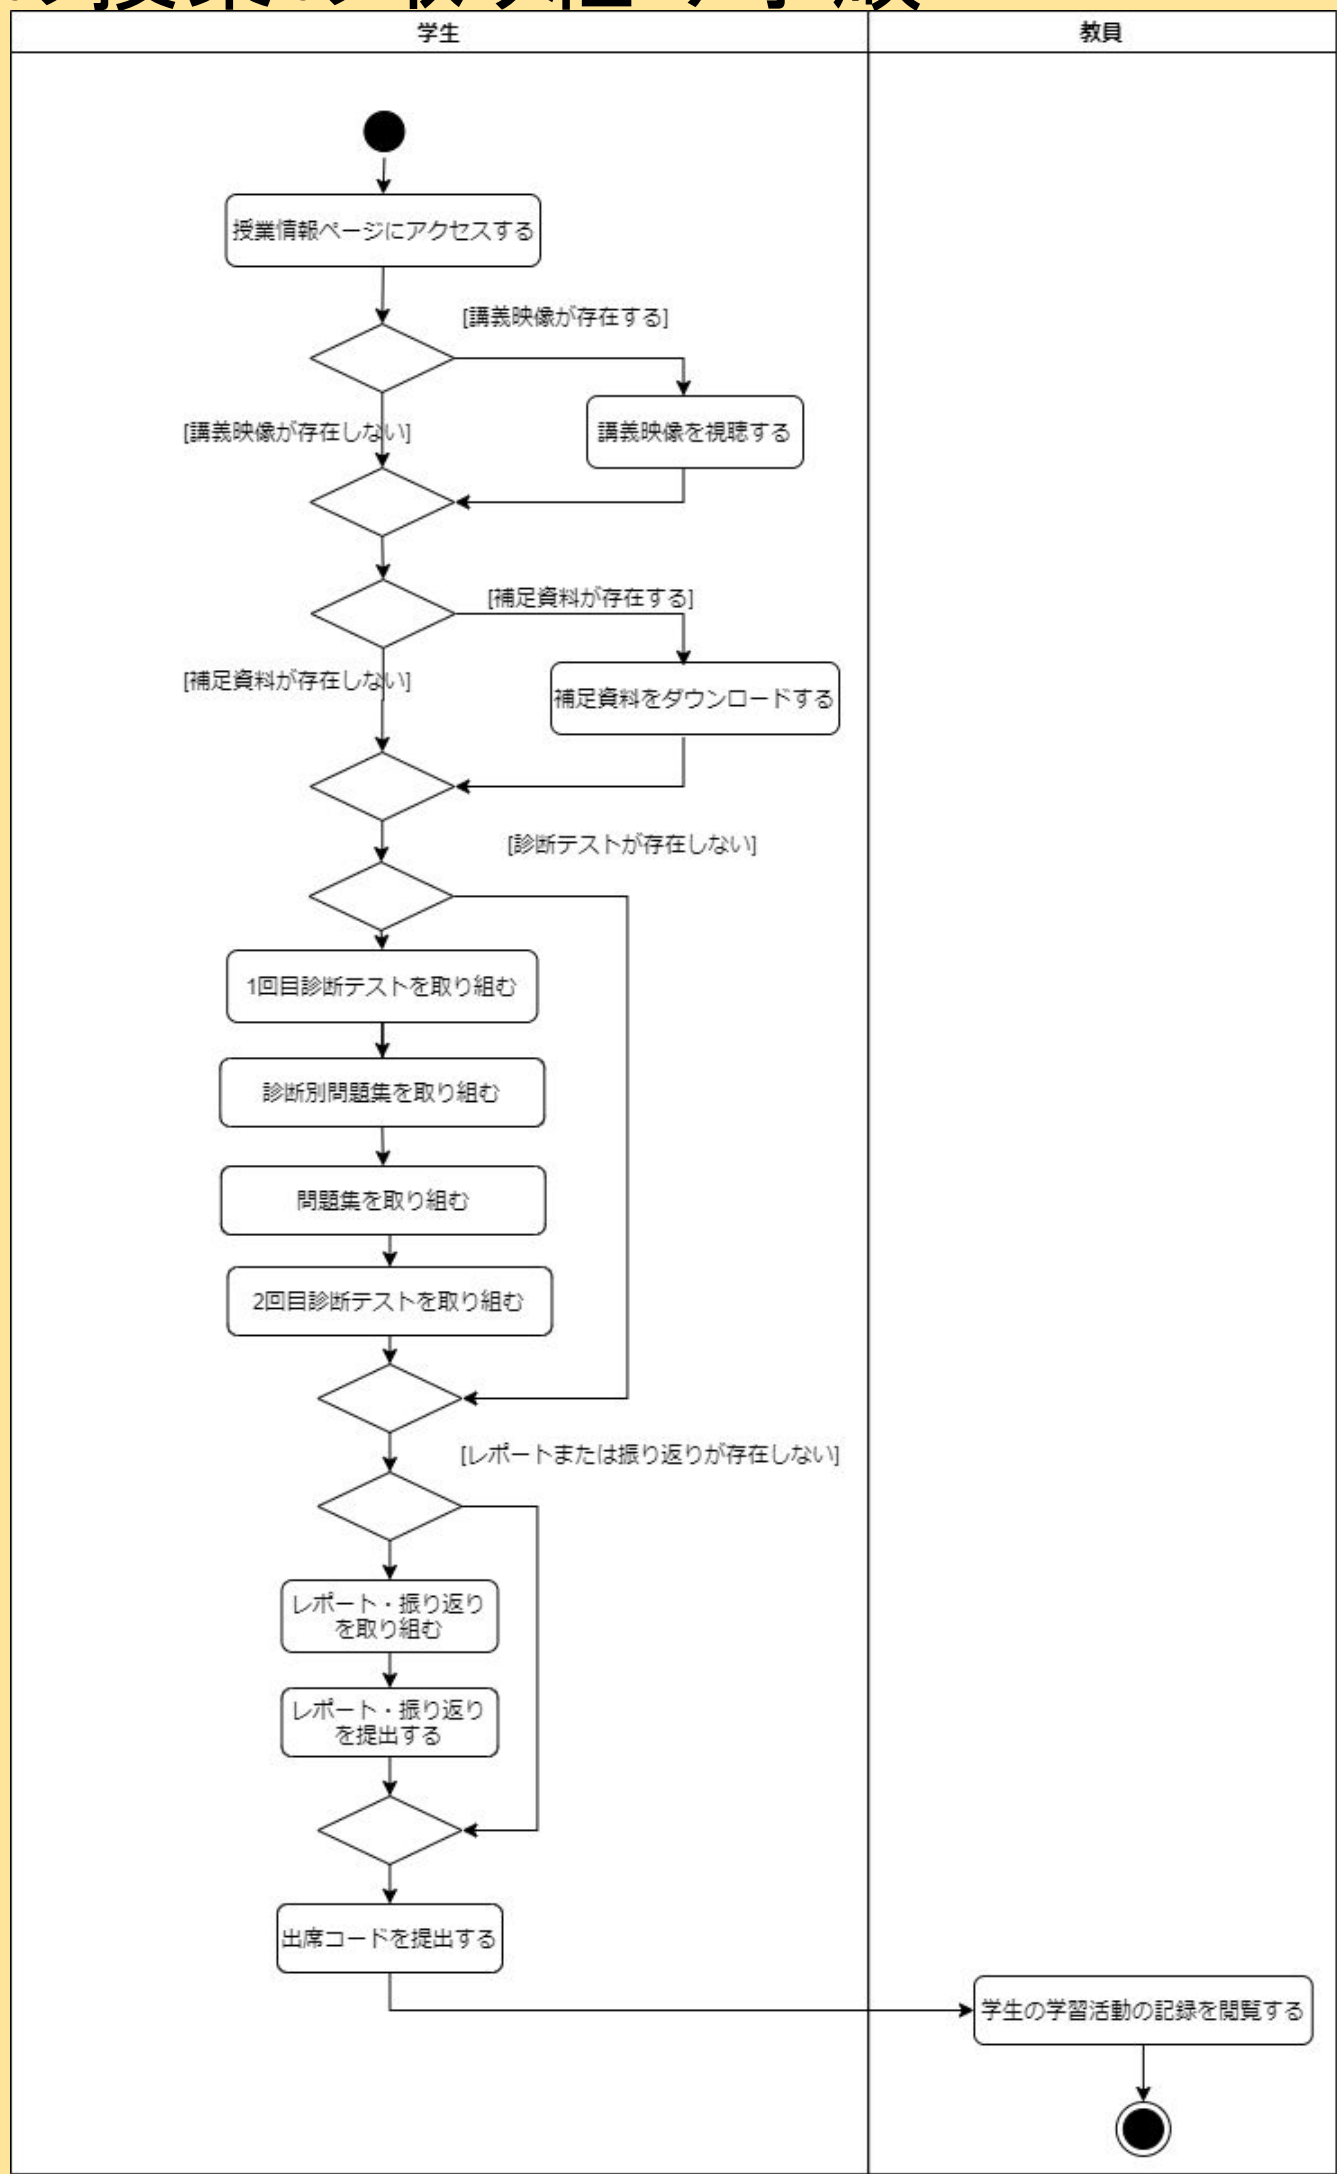 学生
教員
授業情報ページにアクセスする
[講義映像が存在する]
[講義映像が存在しない]
講義映像を視聴する
[補足資料が存在する]
[補足資料が存在しない]
補足資料をダウンロードする
[診断テストが存在しない]
1回目診断テストを取り組む
診断別問題集を取り組む
問題集を取り組む
2回目診断テストを取り組む
[レポートまたは振り返りが存在しない]
レポート・振り返り
を取り組む
レポート・振り返り
を提出する
出席コードを提出する
学生の学習活動の記録を閲覧する